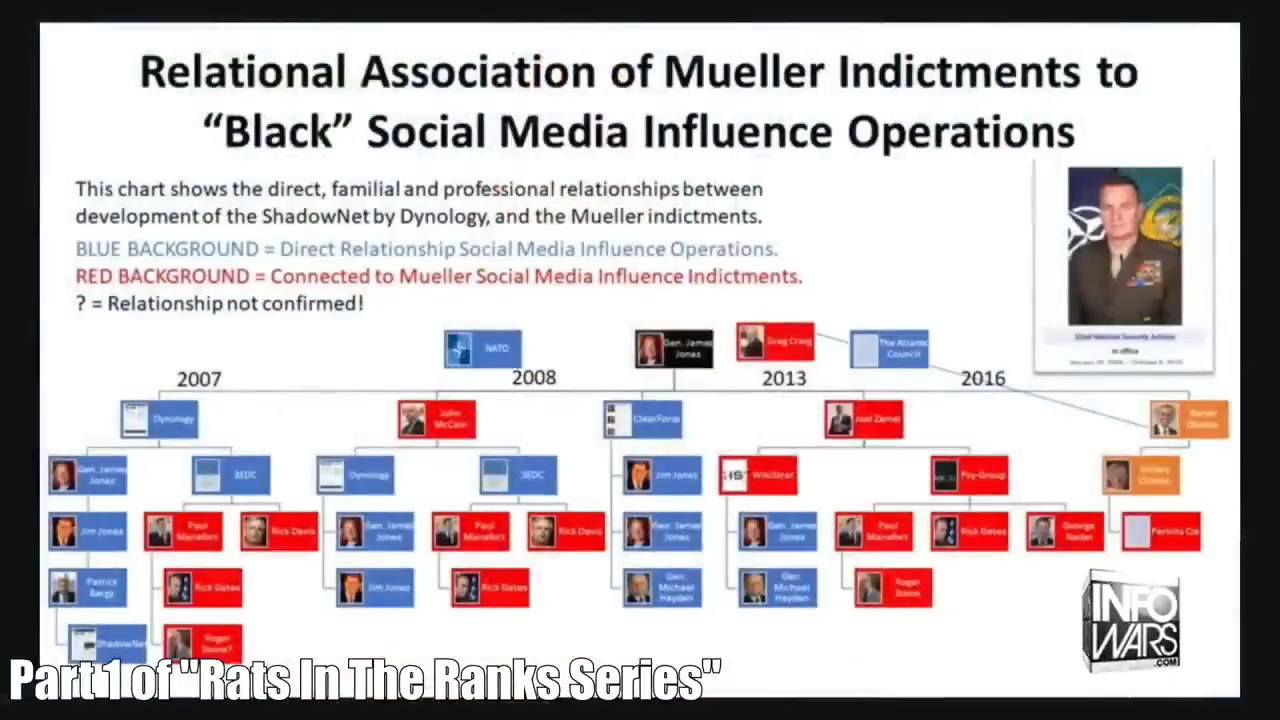 Relational Association of Mueller Indictments to
“Black” Social Media Influence Operations
This chart shows the direct, familial and professional relationships between
development of the ShadowNet by Dynology, and the Mueller indictments.
BLUE BACKGROUND = Direct Relationship Social Media Influence Operations.
RED BACKGROUND = Connected to Mueller Social Media Influence Indictments.
? = Relationship not confirmed!
In office
NATO
Gen. James
Jones
Greg Craig
The Atlantic
Council
2007
2008
2013
2016
Dynology
John
McCain
ClearForce
Joel Zamel
Gen. James
Jones
SEDC
Dynology
SEDC
Jim Jones
WikiStrat
Psy-Group
Hillary
Clinton
Jim Jones
Paul
Manafort
Rick Davis
Gen. James
Jones
Paul
Manafort
Rick Davis
Gen. James
Jones
Gen. James
Jones
Paul
Manafort
Rick Gates
George
Nader
Perkins Coi
Patrick
Bergy
Rick Gates
Jim Jones
Rick Gates
Gen.
Michael
Hayden
Gen.
Michael
Hayden
Roger
Stone
ShadowNet
Roger
Stone?
INFO
WARS
.COM
Part 1 of "Rats In The Ranks Series"